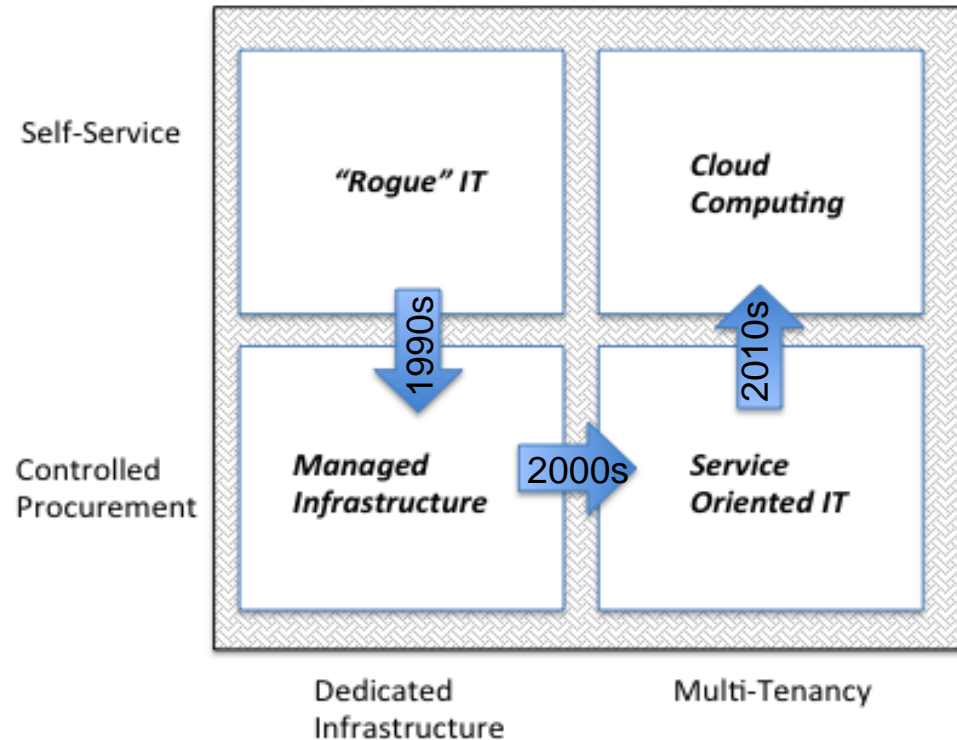 Self-Service
“Rogue” IT
Cloud
Computing
1990s
2010s
Controlled
Procurement
Managed
Infrastructure
2000s
Service
Oriented IT
Dedicated
Infrastructure
Multi-Tenancy